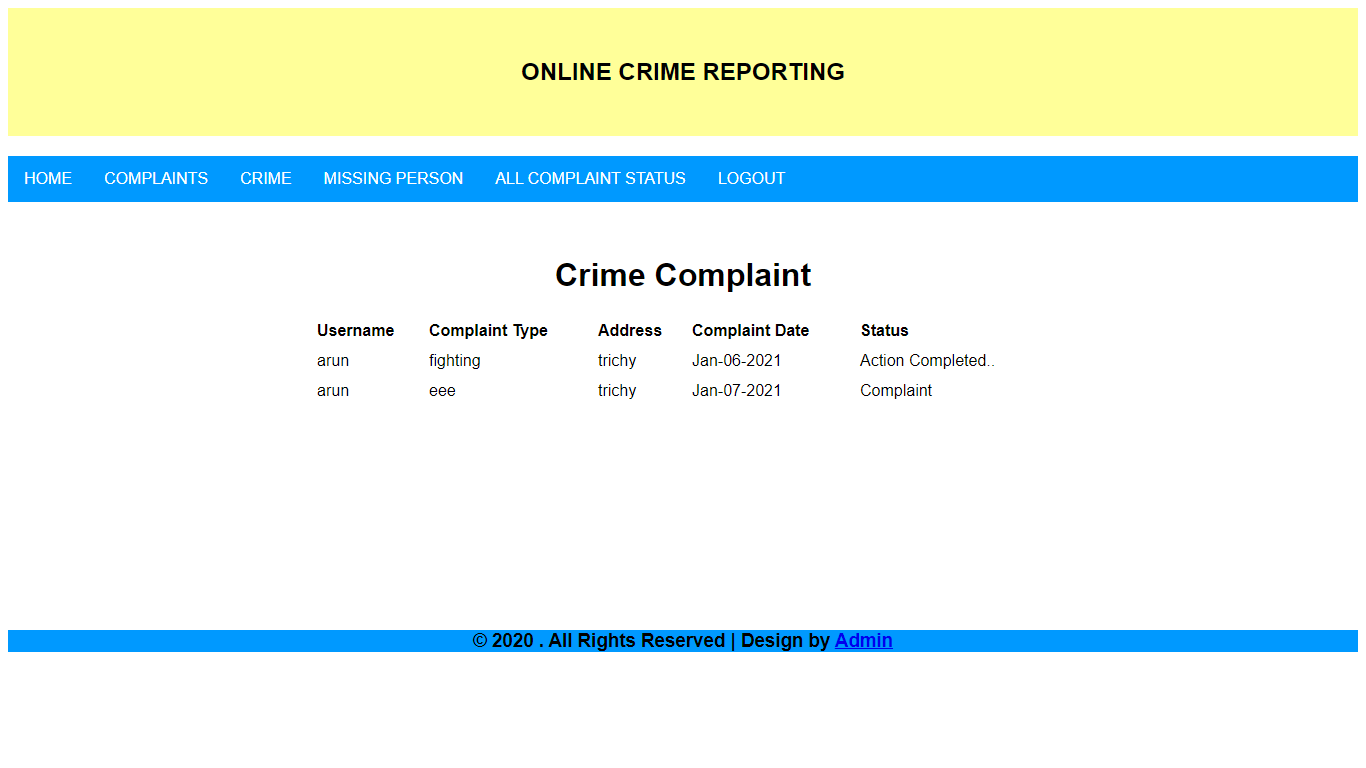 ONLINE CRIME REPORTING
HOME COMPLAINTS CRIME MISSING PERSON ALL COMPLAINT STATUS LOGOUT
Crime Complaint
Username Complaint Type Address Complaint Date Status
arun fighting trichy Jan-06-2021 Action Completed..
arun eee trichy Jan-07-2021 Complaint
© 2020 . All Rights Reserved | Design by Admin